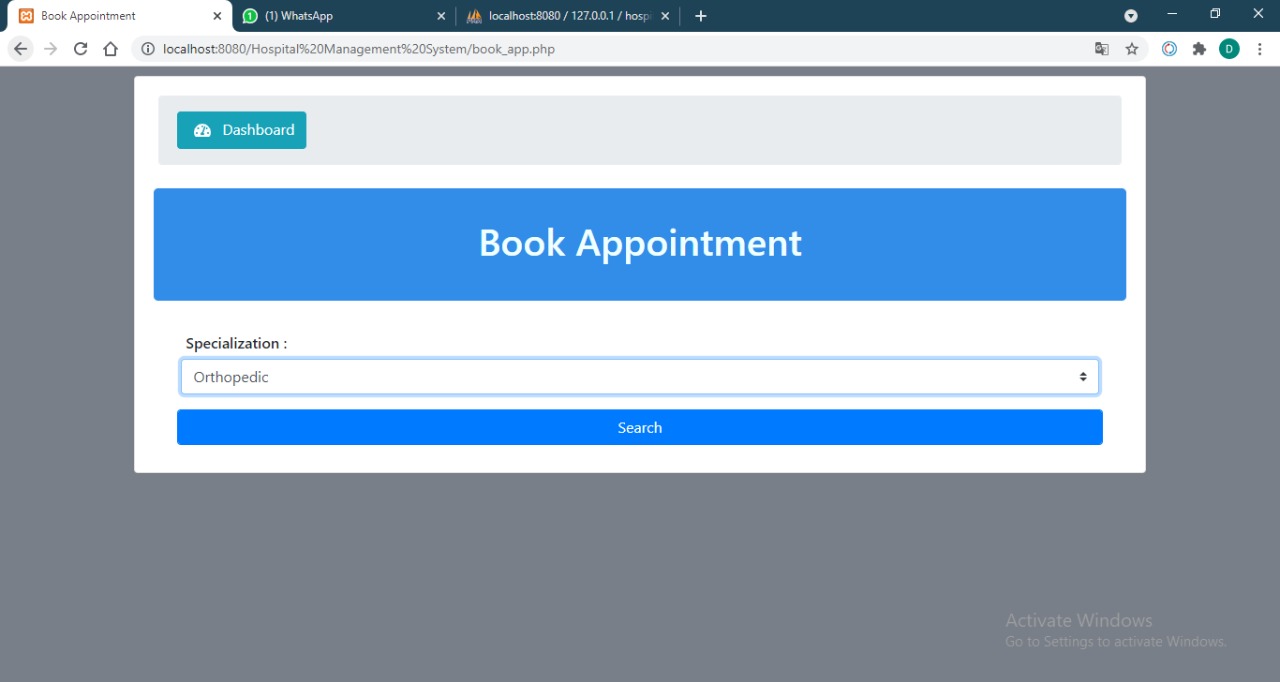 Book Appointment
(1) WhatsApp
localhost:8080 / 127.0.0.1 / hospi
localhost:8080/Hospital%20Management%20System/book_app.php
D
Dashboard
Book Appointment
Specialization :
Orthopedic
Search
Activate Windows
Go to Settings to activate Windows.